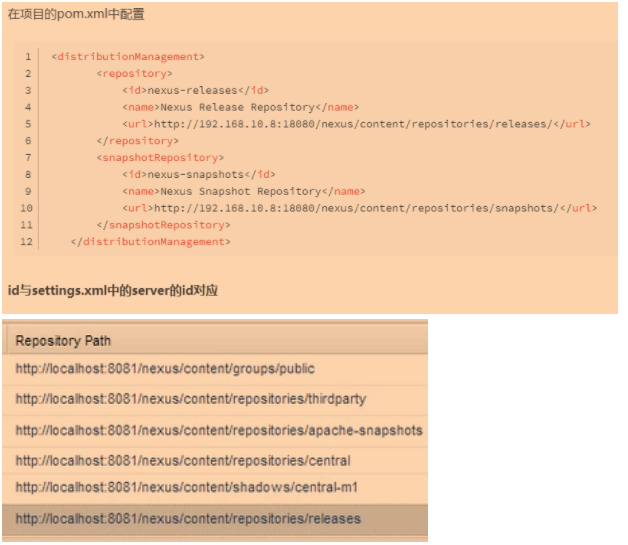 在项目的pom.xml中配置
1 <distributionManagement>
2 <repository>
3 <id>nexus-releases</id>
4 <name>Nexus Release Repository</name>
5 <url>http://192.168.10.8:18080/nexus/content/repositories/releases/</url>
6 </repository>
7 <snapshotRepository>
8 <id>nexus-snapshots</id>
9 <name>Nexus Snapshot Repository</name>
10 <url>http://192.168.10.8:18080/nexus/content/repositories/snapshots/</url>
11 </snapshotRepository>
12 </distributionManagement>
id与settings.xml中的server的id对应
Repository Path
http://localhost:8081/nexus/content/groups/public
http://localhost:8081/nexus/content/repositories/thirdparty
http://localhost:8081/nexus/content/repositories/apache-snapshots
http://localhost:8081/nexus/content/repositories/central
http://localhost:8081/nexus/content/shadows/central-m1
http://localhost:8081/nexus/content/repositories/releases